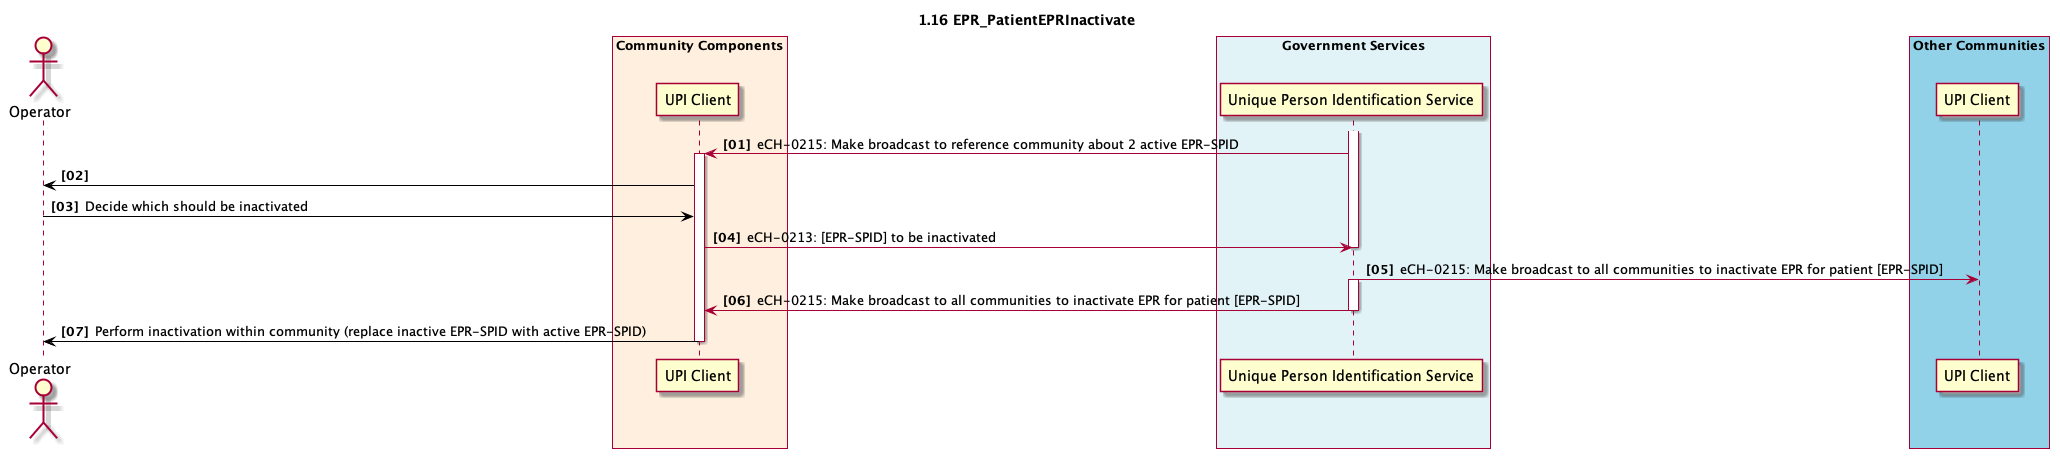 1.16 EPR_PatientEPRInactivate
Community Components
Government Services
Other Communities
Operator
UPI Client
Unique Person Identification Service
UPI Client
[01] eCH-0215: Make broadcast to reference community about 2 active EPR-SPID
[02]
[03] Decide which should be inactivated
[04] eCH-0213: [EPR-SPID] to be inactivated
[05] eCH-0215: Make broadcast to all communities to inactivate EPR for patient [EPR-SPID]
[06] eCH-0215: Make broadcast to all communities to inactivate EPR for patient [EPR-SPID]
[07] Perform inactivation within community (replace inactive EPR-SPID with active EPR-SPID)
Operator
UPI Client
Unique Person Identification Service
UPI Client